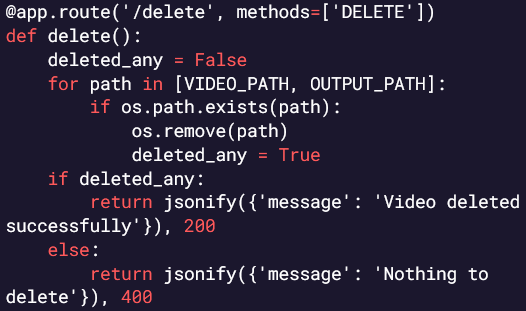 @app.route('/delete', methods=['DELETE'])
def delete():
    deleted_any = False
    for path in [VIDEO_PATH, OUTPUT_PATH]:
        if os.path.exists(path):
            os.remove(path)
            deleted_any = True
    if deleted_any:
        return jsonify({'message': 'Video deleted
successfully'}), 200
    else:
        return jsonify({'message': 'Nothing to
delete'}), 400